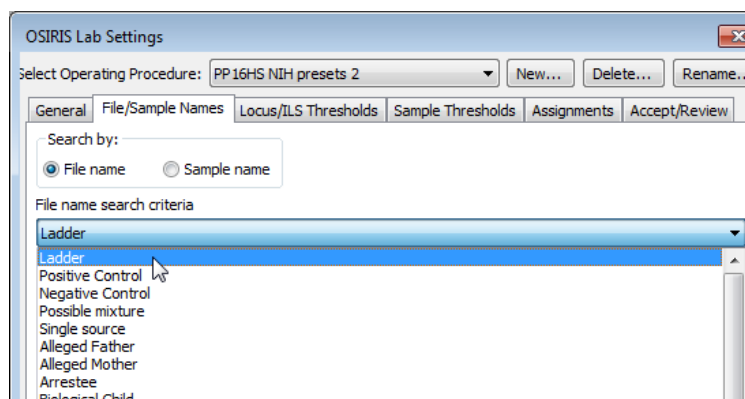 OSIRIS Lab Settings
Select Operating Procedure: PP16HS NIH presets 2 New... Delete... Rename..
General File/Sample Names Locus/ILS Thresholds Sample Thresholds Assignments Accept/Review
Search by:
File name Sample name
File name search criteria
Ladder
Ladder
Positive Control
Negative Control
Possible mixture
Single source
Alleged Father
Alleged Mother
Arrestee
Biological Child